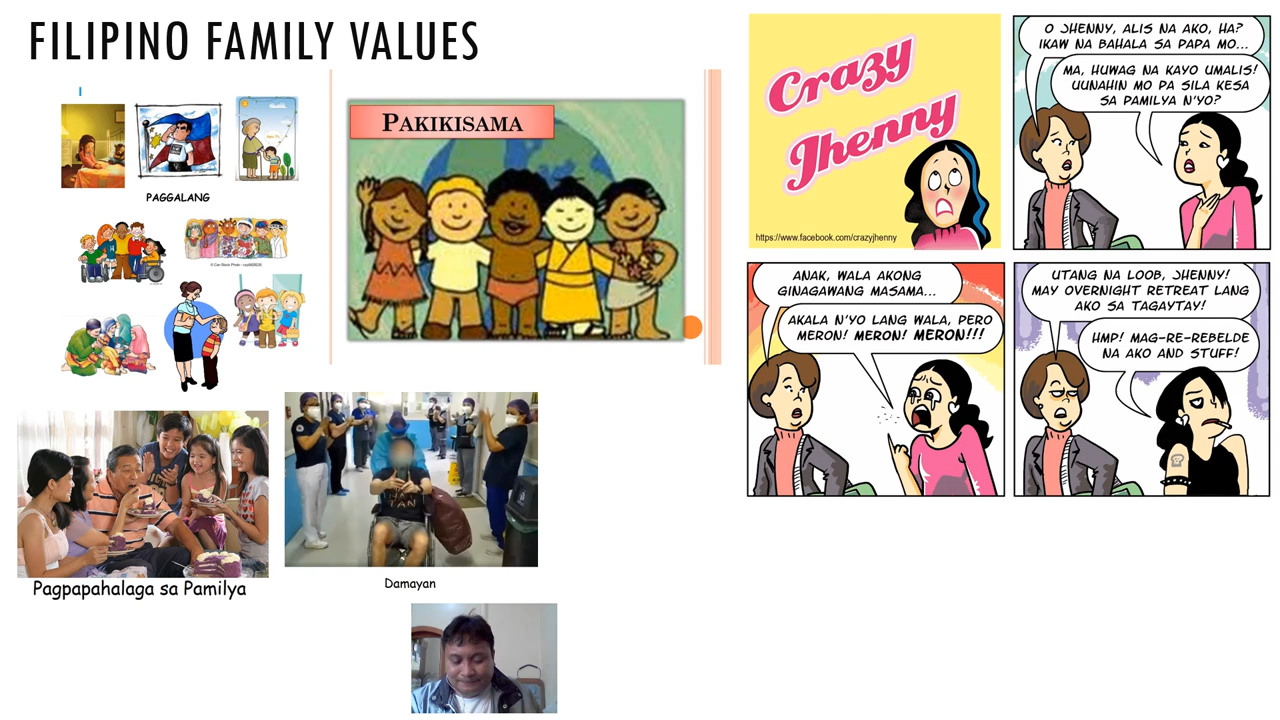 FILIPINO FAMILY VALUES
PAGGALANG
© Can Stock Photo
PAKIKISAMA
Pagpapahalaga sa Pamilya
Damayan
Crazy
Jhenny
https://www.facebook.com/crazyjhenny
O JHENNY, ALIS NA AKO, HA?
IKAW NA BAHALA SA PAPA MO...
MA, HUWAG NA KAYO UMALIS!
UUNAHIN MO PA SILA KESA
SA PAMILYA N'YO?
ANAK, WALA AKONG
GINAGAWANG MASAMA...
AKALA N'YO LANG WALA, PERO
MERON! MERON! MERON!!!
UTANG NA LOOB, JHENNY!
MAY OVERNIGHT RETREAT LANG
AKO SA TAGAYTAY!
HMP! MAG-RE-REBELDE
NA AKO AND STUFF!